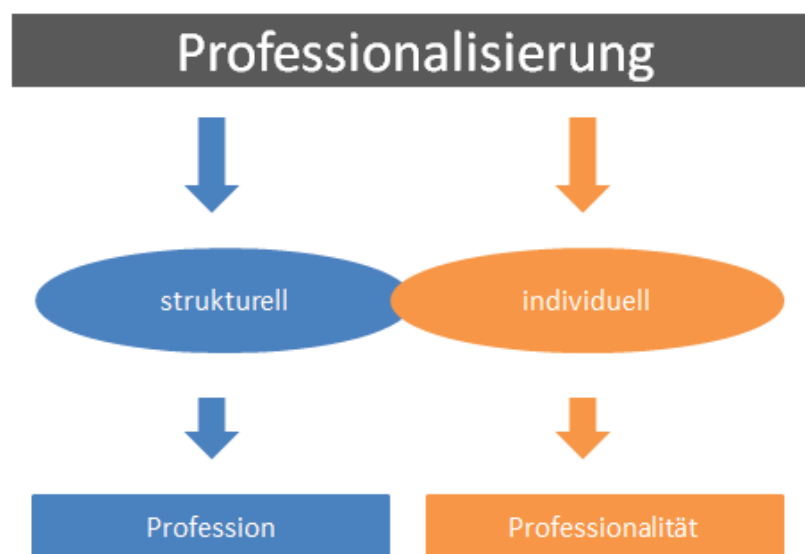 Professionalisierung
strukturell
individuell
Profession
Professionalität